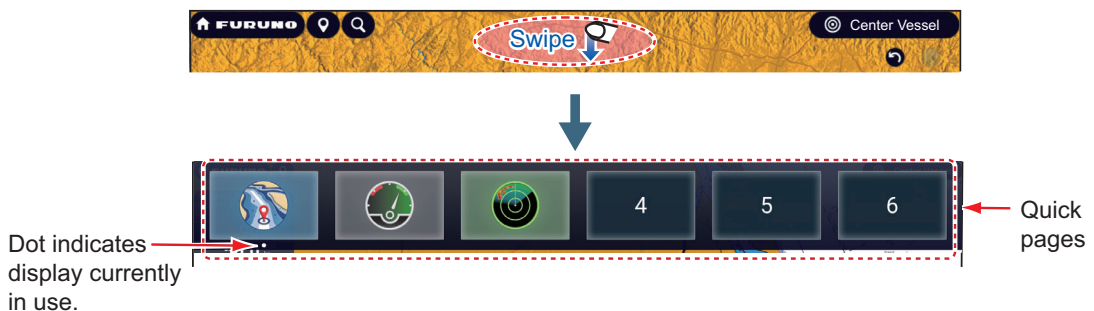 FURUNO
Center Vessel
Swipe
4
5
6
Quick
pages
Dot indicates
display currently
in use.